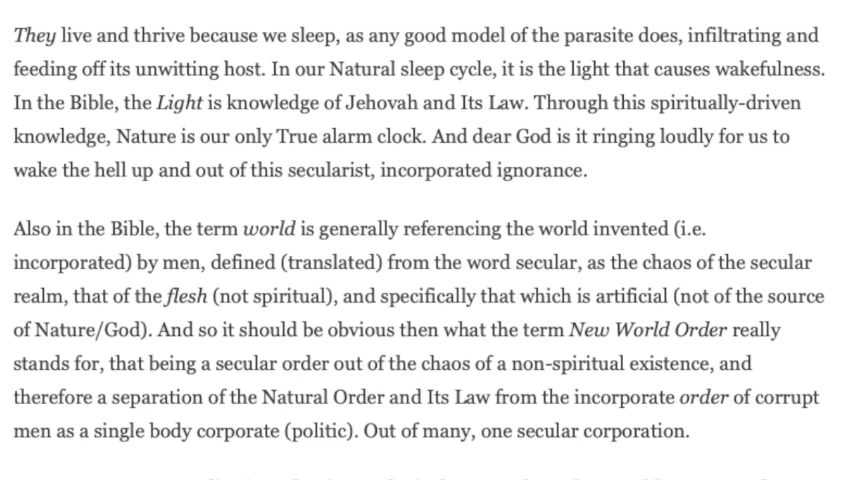 They live and thrive because we sleep, as any good model of the parasite does, infiltrating and
feeding off its unwitting host. In our Natural sleep cycle, it is the light that causes wakefulness.
In the Bible, the Light is knowledge of Jehovah and Its Law. Through this spiritually-driven
knowledge, Nature is our only True alarm clock. And dear God is it ringing loudly for us to
wake the hell up and out of this secularist, incorporated ignorance.
Also in the Bible, the term world is generally referencing the world invented (i.e.
incorporated) by men, defined (translated) from the word secular, as the chaos of the secular
realm, that of the flesh (not spiritual), and specifically that which is artificial (not of the source
of Nature/God). And so it should be obvious then what the term New World Order really
stands for, that being a secular order out of the chaos of a non-spiritual existence, and
therefore a separation of the Natural Order and Its Law from the incorporate order of corrupt
men as a single body corporate (politic). Out of many, one secular corporation.